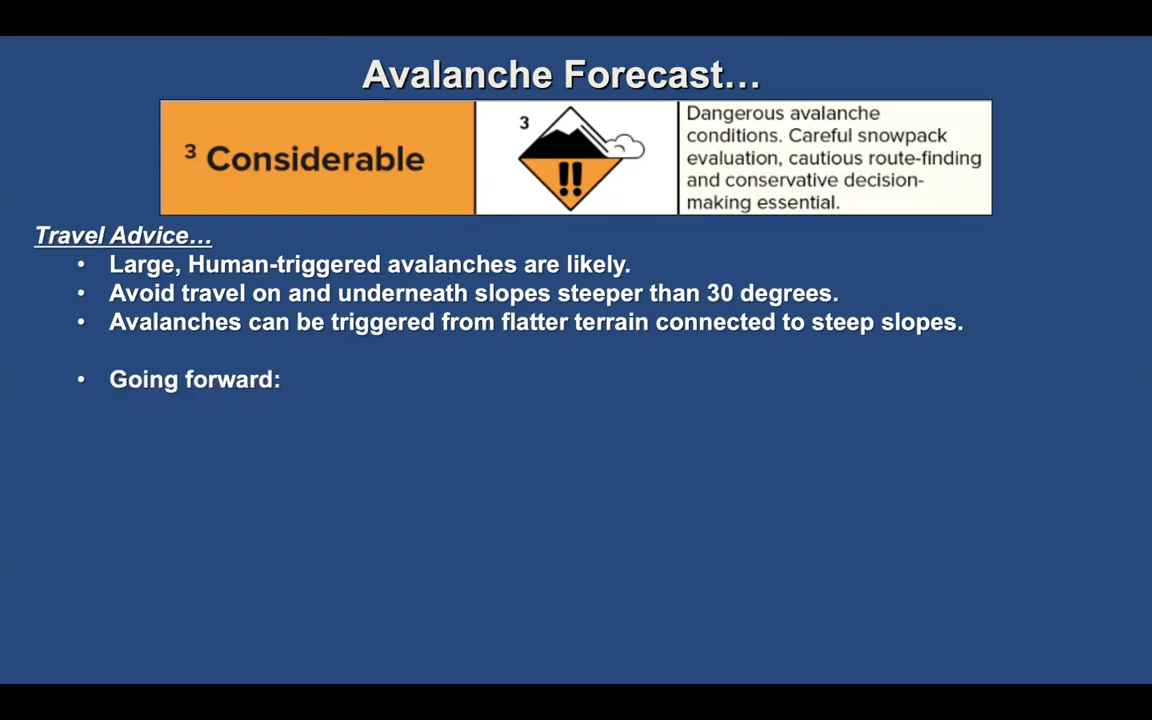 Avalanche Forecast…
3 Considerable
3
!!
Dangerous avalanche
conditions. Careful snowpack
evaluation, cautious route-finding
and conservative decision-
making essential.
Travel Advice…
• Large, Human-triggered avalanches are likely.
• Avoid travel on and underneath slopes steeper than 30 degrees.
• Avalanches can be triggered from flatter terrain connected to steep slopes.
• Going forward: